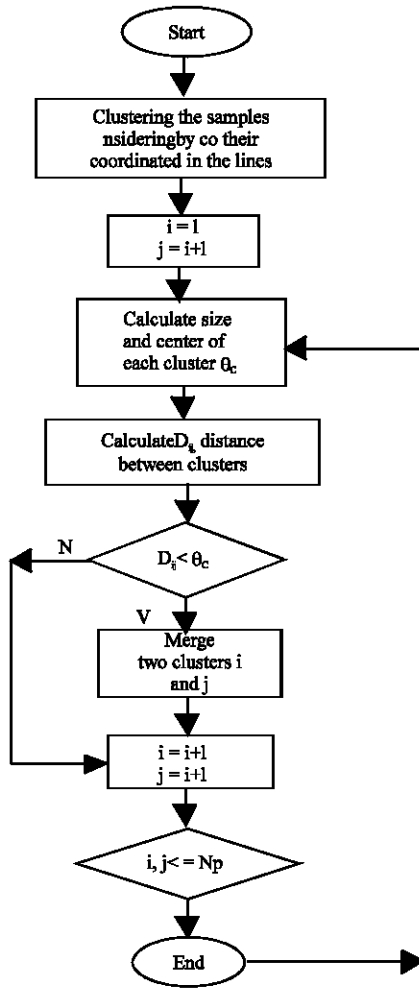 Start
Clustering the samples
nsideringby co their
coordinated in the lines
i = 1
j = i+1
Calculate size
and center of
each cluster θc
CalculateDij, distance
between clusters
Dij< θc
N
V
Merge
two clusters i
and j
i = i+1
j = i+1
i, j< = Np
End